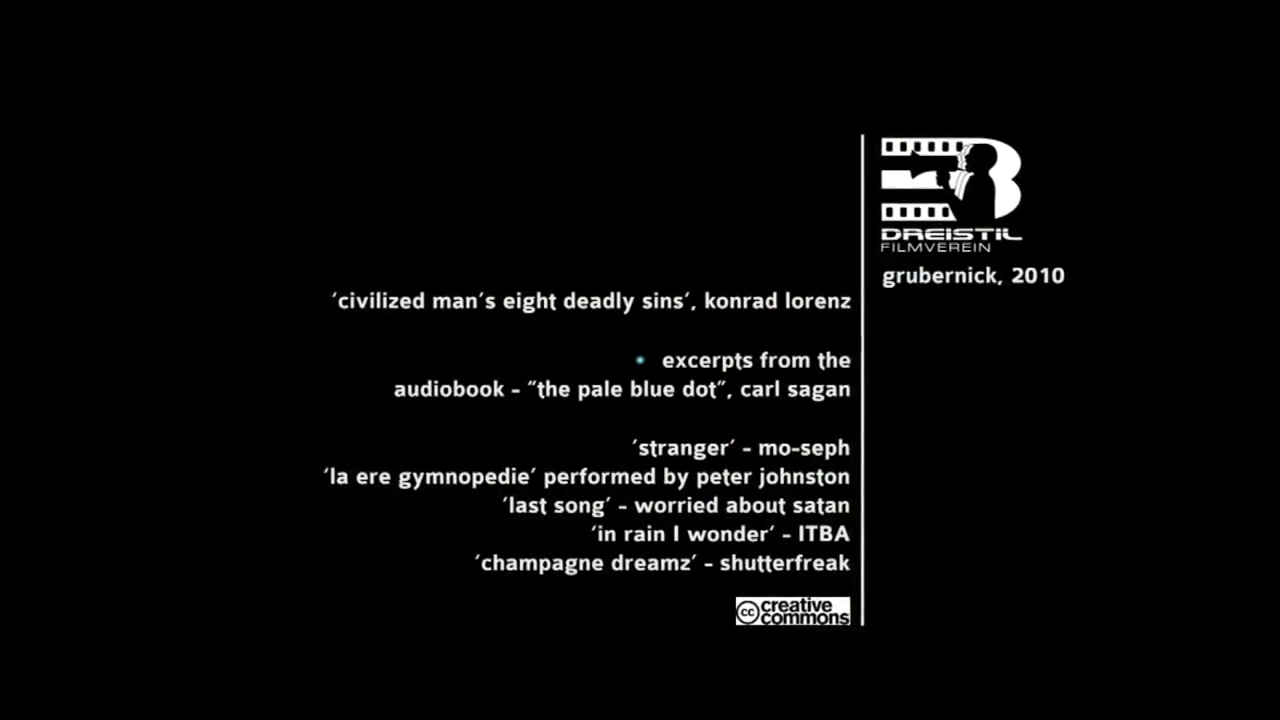 DREISTIL
FILMVEREIN
grubernick, 2010
'civilized man's eight deadly sins', konrad lorenz
• excerpts from the
audiobook - "the pale blue dot", carl sagan
'stranger' - mo-seph
'la ere gymnopedie' performed by peter johnston
'last song' - worried about satan
'in rain I wonder' - ITBA
'champagne dreamz' - shutterfreak
cc creative
commons